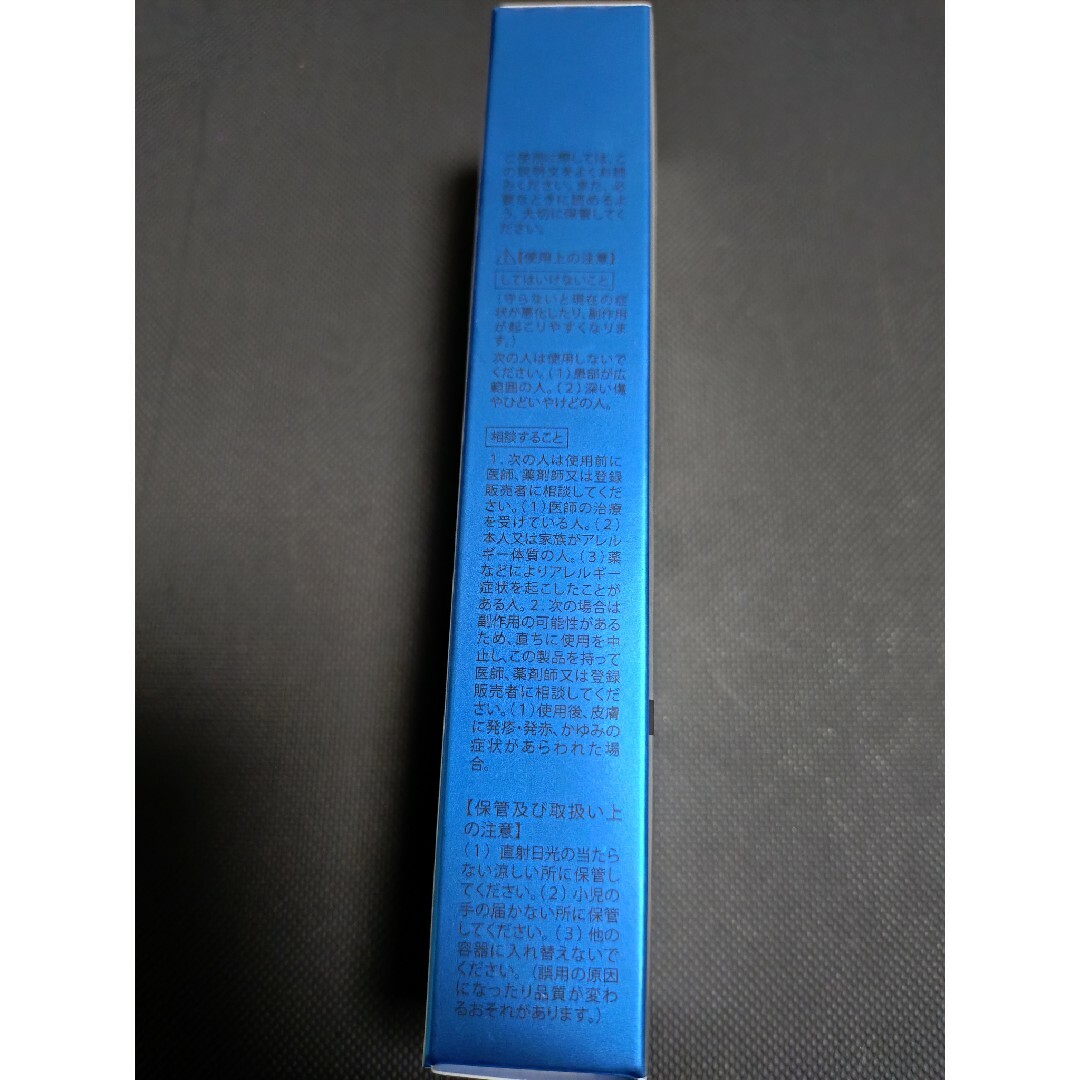 ご使用に際しては、こ
の説明文をよくお読
みください。また、必
要なときに読めるよ
う、大切に保管してく
ださい。
⚠【使用上の注意】
してはいけないこと
(守らないと現在の症
状が悪化したり、副作用
が起こりやすくなりま
す。)
次の人は使用しないで
ください。(1)患部が広
範囲の人。(2)深い傷
やひどいやけどの人。
相談すること
1.次の人は使用前に
医師、薬剤師又は登録
販売者に相談してくだ
さい。(1)医師の治療
を受けている人。(2)
本人又は家族がアレル
ギー体質の人。(3)薬
などによりアレルギー
症状を起こしたことが
ある人。2.次の場合は
副作用の可能性がある
ため、直ちに使用を中
止し、この製品を持って
医師、薬剤師又は登録
販売者に相談してくだ
さい。(1)使用後、皮膚
に発疹・発赤、かゆみの
症状があらわれた場
合。
【保管及び取扱い上
の注意】
(1)直射日光の当たら
ない涼しい所に保管し
てください。(2)小児の
手の届かない所に保管
してください。(3)他の
容器に入れ替えないで
ください。(誤用の原因
になったり品質が変わ
るおそれがあります。)